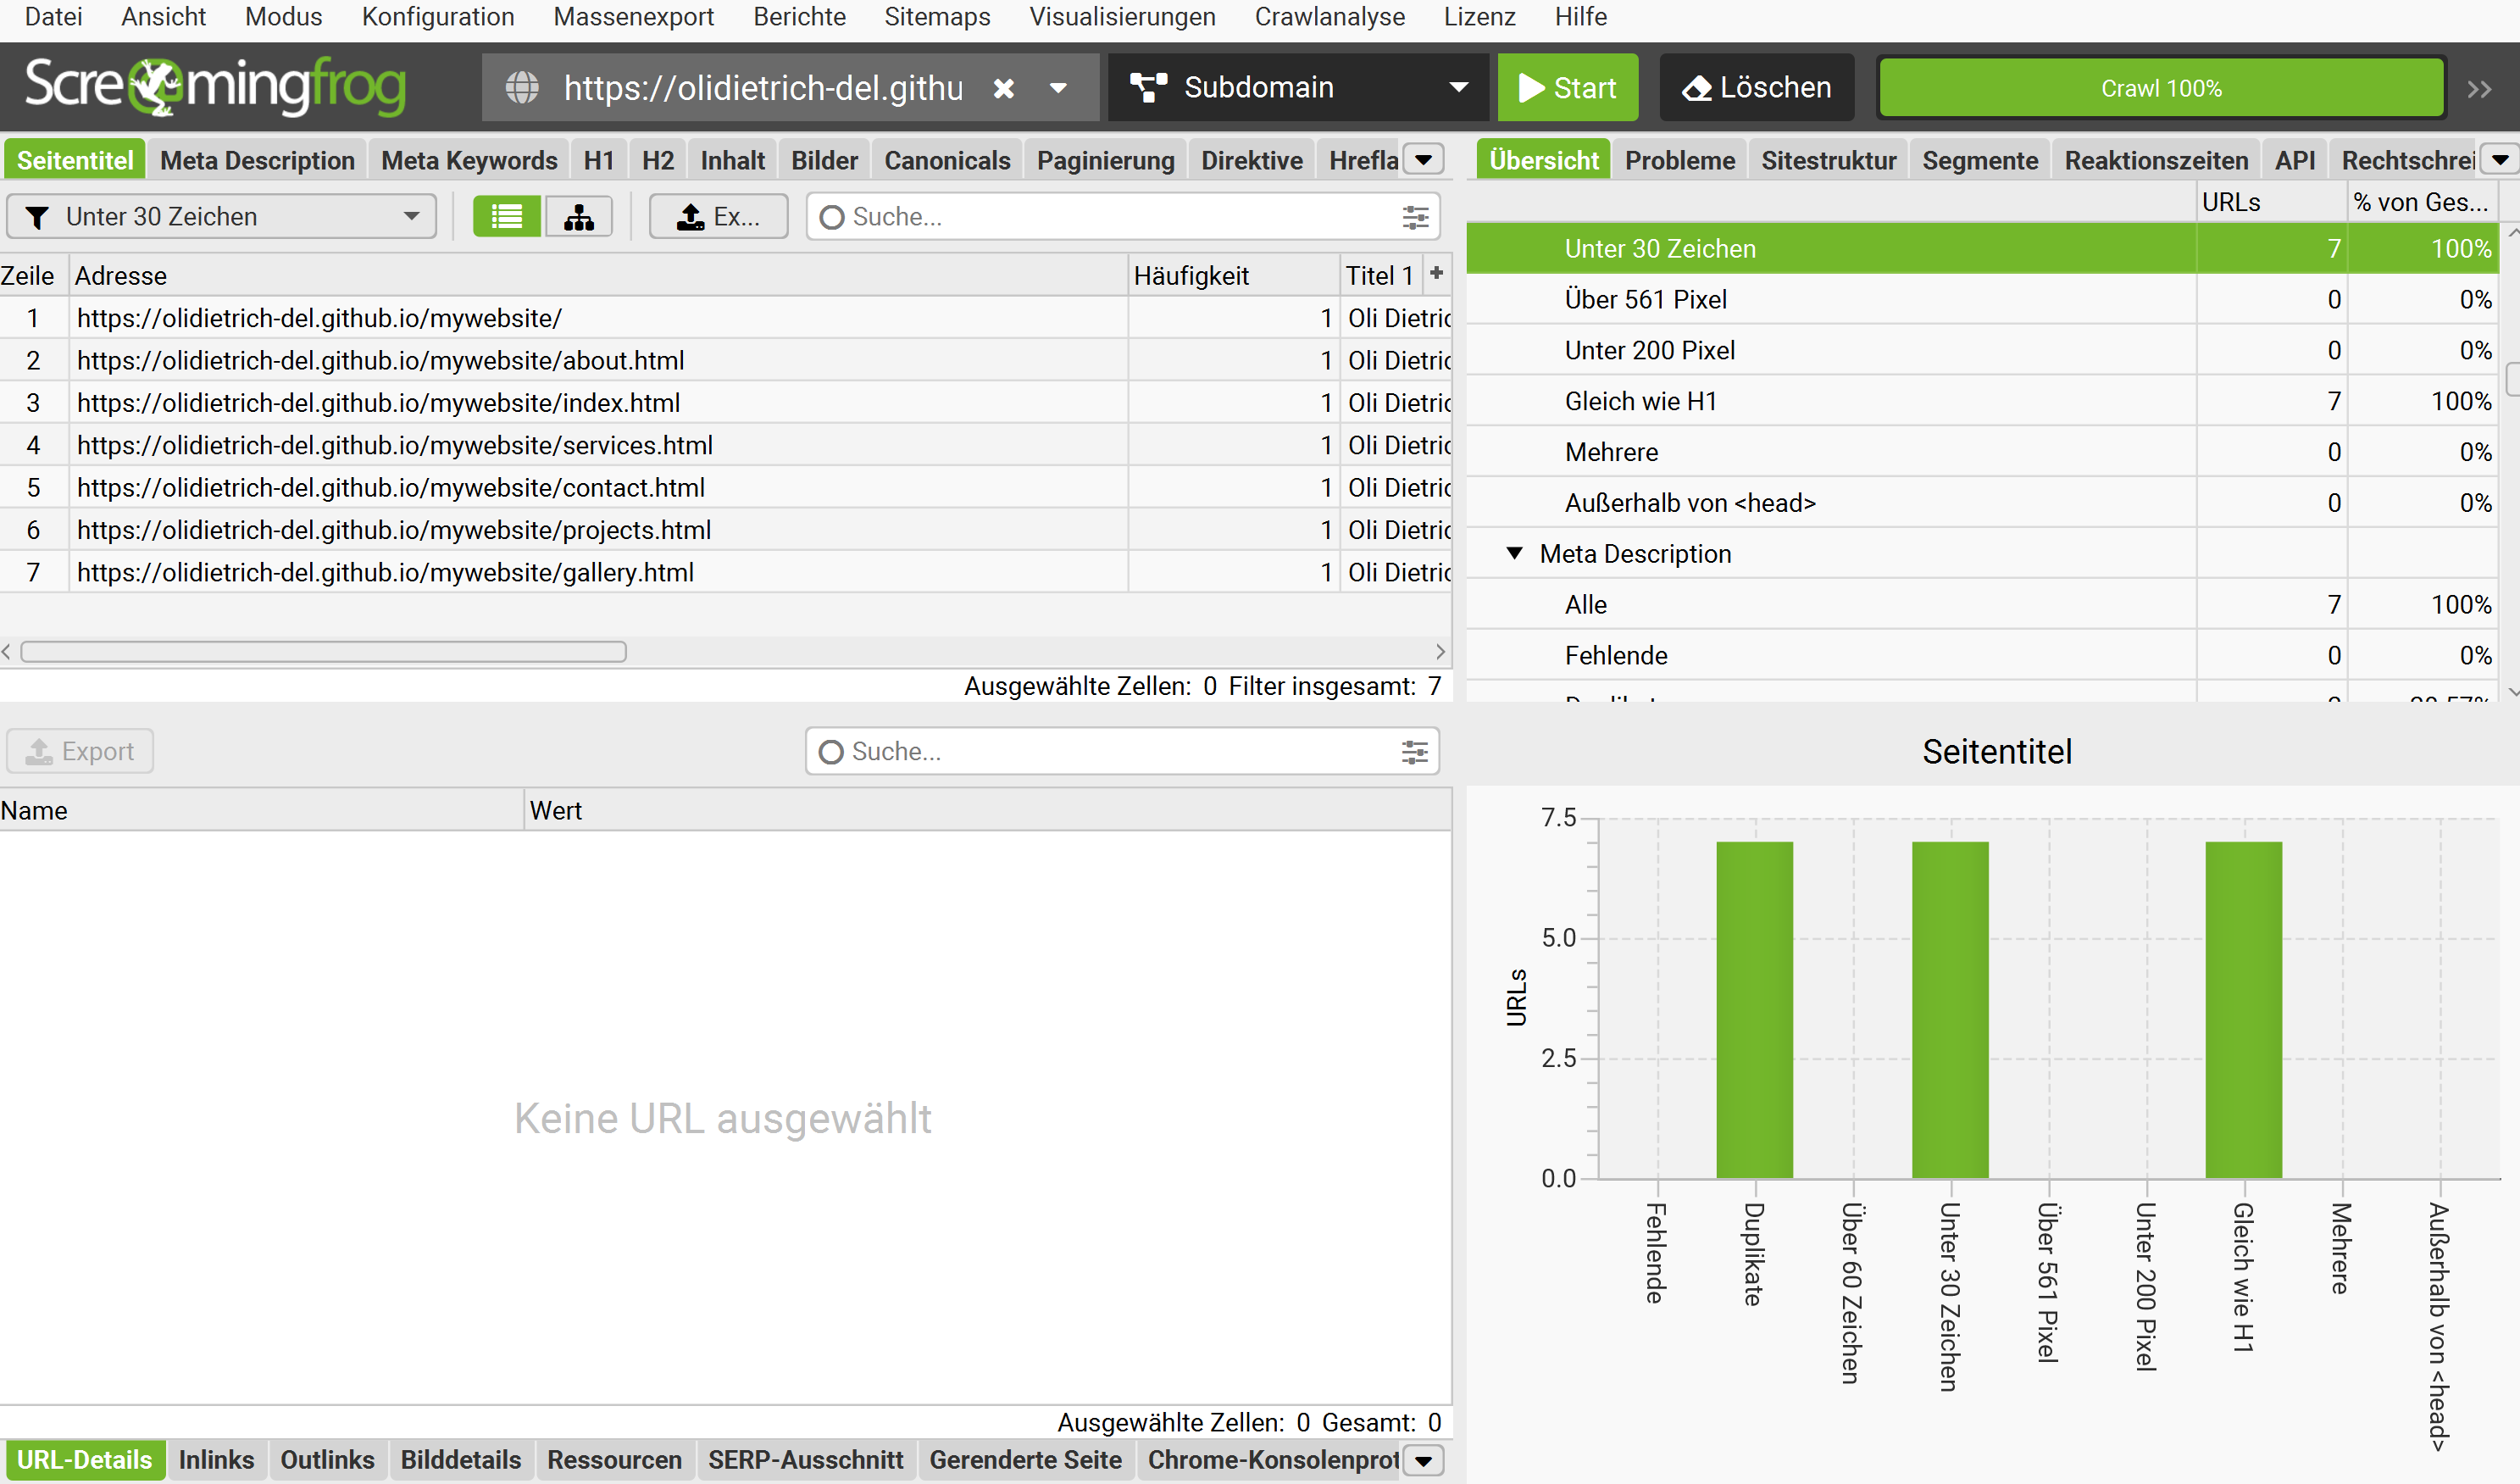 Datei Ansicht Modus Konfiguration Massenexport Berichte Sitemaps Visualisierungen Crawlanalyse Lizenz Hilfe
Screamingfrog https://olidietrich-del.githu Subdomain Start Löschen Crawl 100%
Seitentitel Meta Description Meta Keywords H1 H2 Inhalt Bilder Canonicals Paginierung Direktive Hrefla
Unter 30 Zeichen Ex... Suche...
Zeile Adresse Häufigkeit Titel 1
1 https://olidietrich-del.github.io/mywebsite/ 1 Oli Dietric
2 https://olidietrich-del.github.io/mywebsite/about.html 1 Oli Dietric
3 https://olidietrich-del.github.io/mywebsite/index.html 1 Oli Dietric
4 https://olidietrich-del.github.io/mywebsite/services.html 1 Oli Dietric
5 https://olidietrich-del.github.io/mywebsite/contact.html 1 Oli Dietric
6 https://olidietrich-del.github.io/mywebsite/projects.html 1 Oli Dietric
7 https://olidietrich-del.github.io/mywebsite/gallery.html 1 Oli Dietric
Ausgewählte Zellen: 0 Filter insgesamt: 7
Export Suche...
Name Wert
Keine URL ausgewählt
Ausgewählte Zellen: 0 Gesamt: 0
URL-Details Inlinks Outlinks Bilddetails Ressourcen SERP-Ausschnitt Gerenderte Seite Chrome-Konsolenprot
Übersicht Probleme Sitestruktur Segmente Reaktionszeiten API Rechtschrei
URLs % von Ges...
Unter 30 Zeichen 7 100%
Über 561 Pixel 0 0%
Unter 200 Pixel 0 0%
Gleich wie H1 7 100%
Mehrere 0 0%
Außerhalb von <head> 0 0%
Meta Description
Alle 7 100%
Fehlende 0 0%
Seitentitel
URLs
7.5
5.0
2.5
0.0
Fehlende
Duplikate
Über 60 Zeichen
Unter 30 Zeichen
Über 561 Pixel
Unter 200 Pixel
Gleich wie H1
Mehrere
Außerhalb von <head>